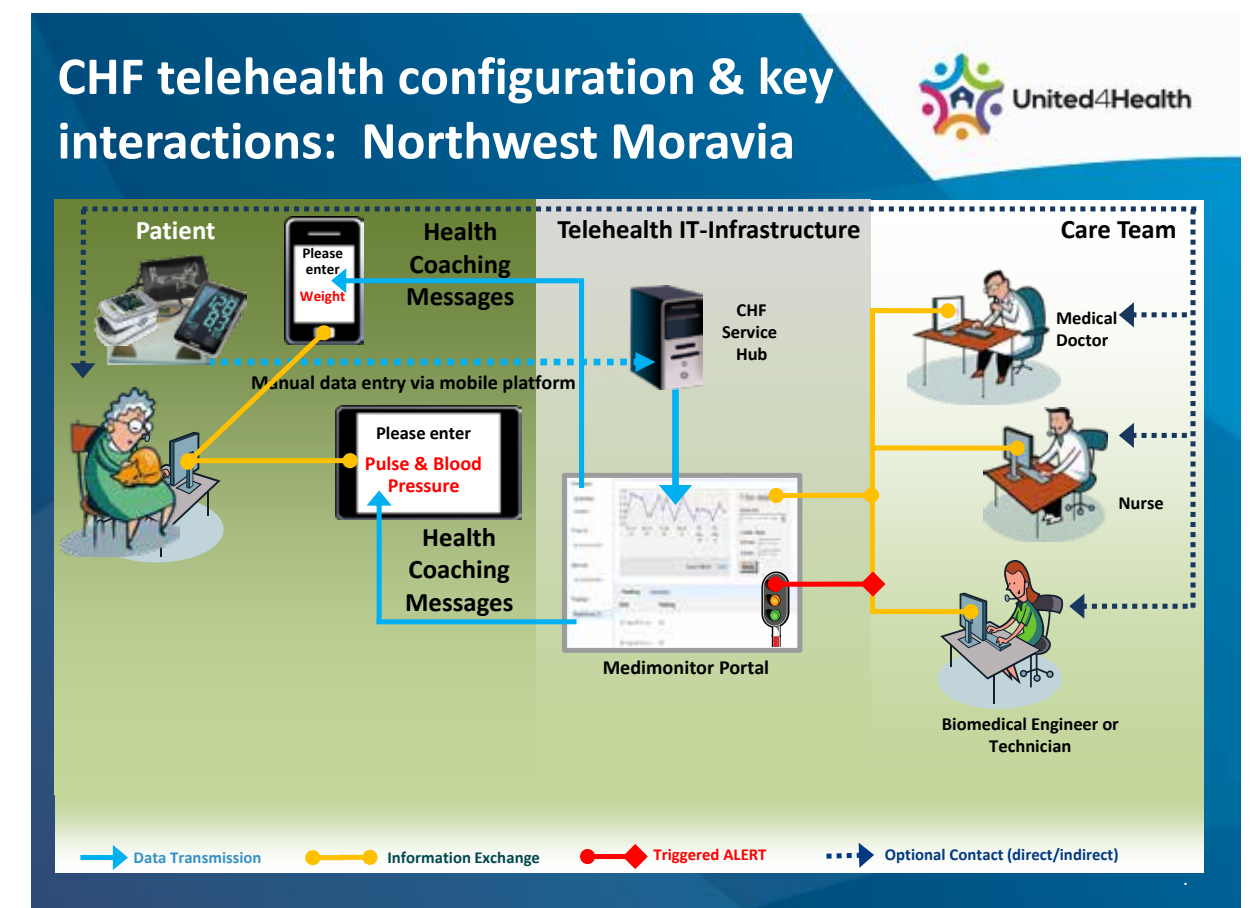 CHF telehealth configuration & key
interactions: Northwest Moravia
United4Health
Patient
Please
enter
Weight
Health
Coaching
Messages
Telehealth IT-Infrastructure
Care Team
CHF
Service
Hub
Medical
Doctor
Manual data entry via mobile platform
Please enter
Pulse & Blood
Pressure
Nurse
Health
Coaching
Messages
Medimonitor Portal
Biomedical Engineer or
Technician
Data Transmission
Information Exchange
Triggered ALERT
Optional Contact (direct/indirect)